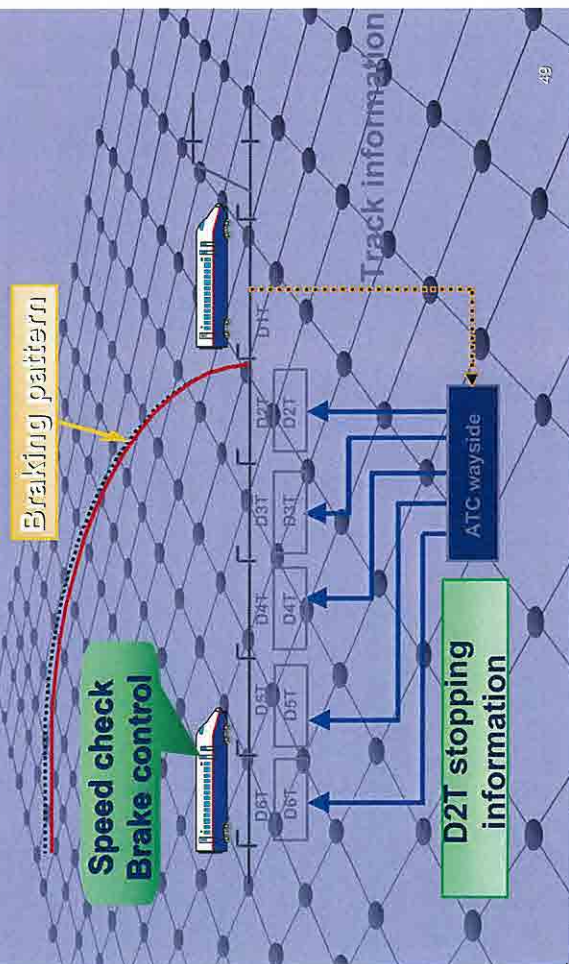 Braking pattern
Speed check
Brake control
D6T
D5T
D4T
D3T
D2T
D1T
D6T
D5T
D4T
D3T
D2T
Track information
ATC wayside
D2T stopping
information
49